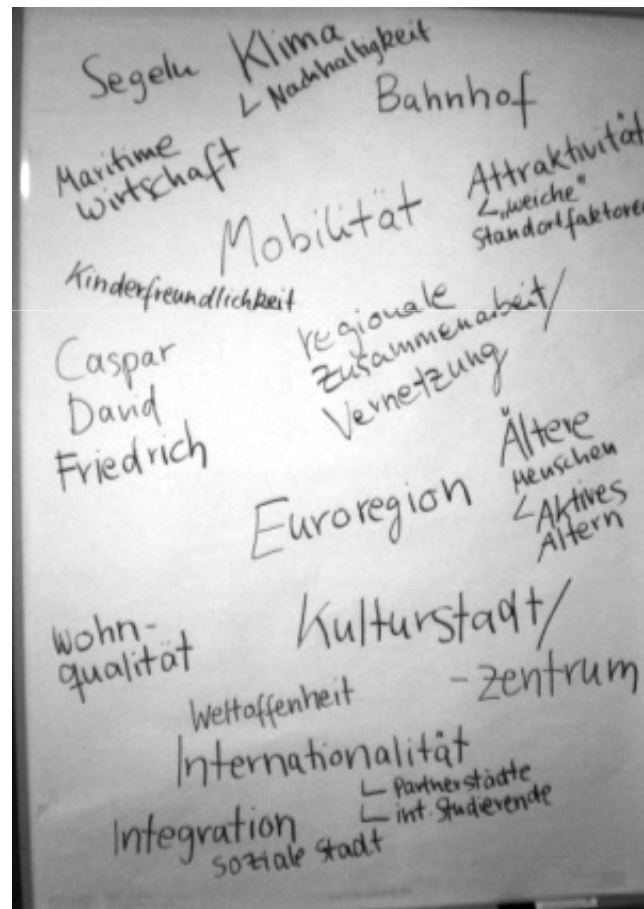 Segeln
Klima
Nachhaltigkeit
Bahnhof
Maritime
Wirtschaft
Attraktivität
„weiche"
Standortfaktoren
Mobilität
Kinderfreundlichkeit
regionale
Zusammenarbeit/
Vernetzung
Caspar
David
Friedrich
Ältere
Menschen
Aktives
Altern
Euroregion
Kulturstadt/
-zentrum
Wohn-
qualität
Weltoffenheit
Internationalität
Partnerstädte
int. Studierende
Integration
soziale Stadt